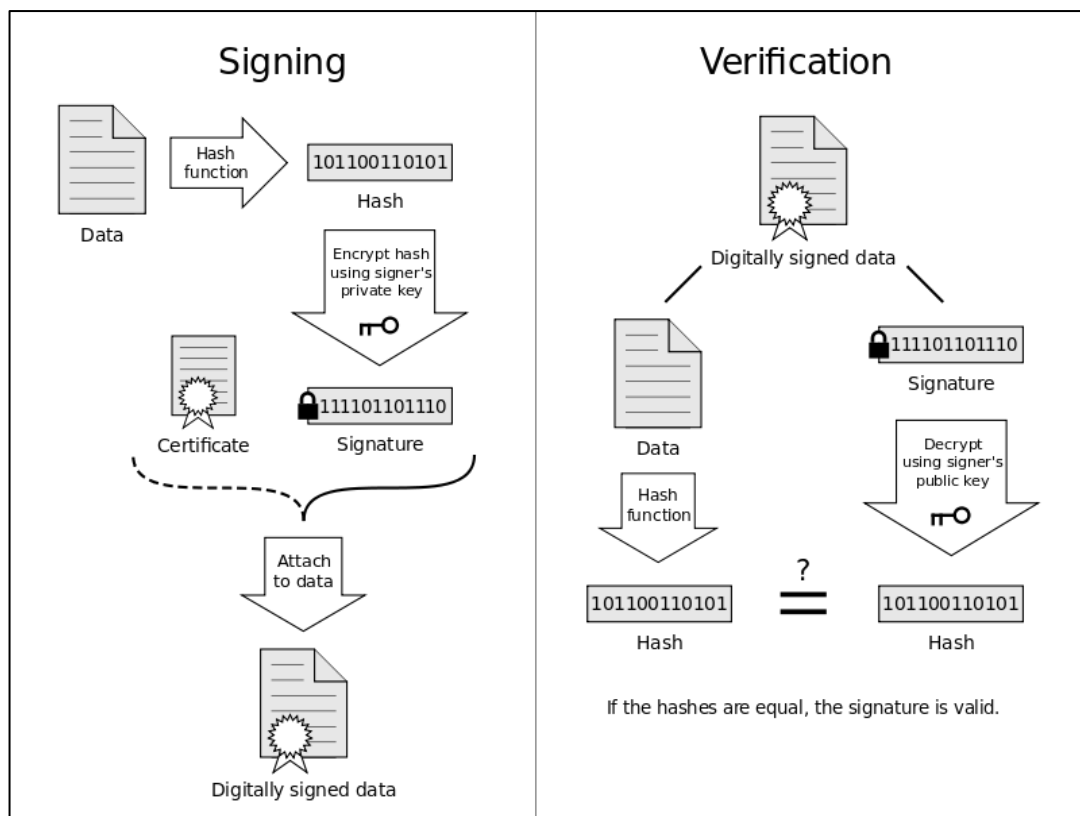 Signing
Hash
function
101100110101
Hash
Data
Encrypt hash
using signer's
private key
111101101110
Certificate
Signature
Attach
to data
Digitally signed data
Verification
Digitally signed data
111101101110
Signature
Data
Decrypt
using signer's
public key
Hash
function
?
101100110101
=
101100110101
Hash
Hash
If the hashes are equal, the signature is valid.